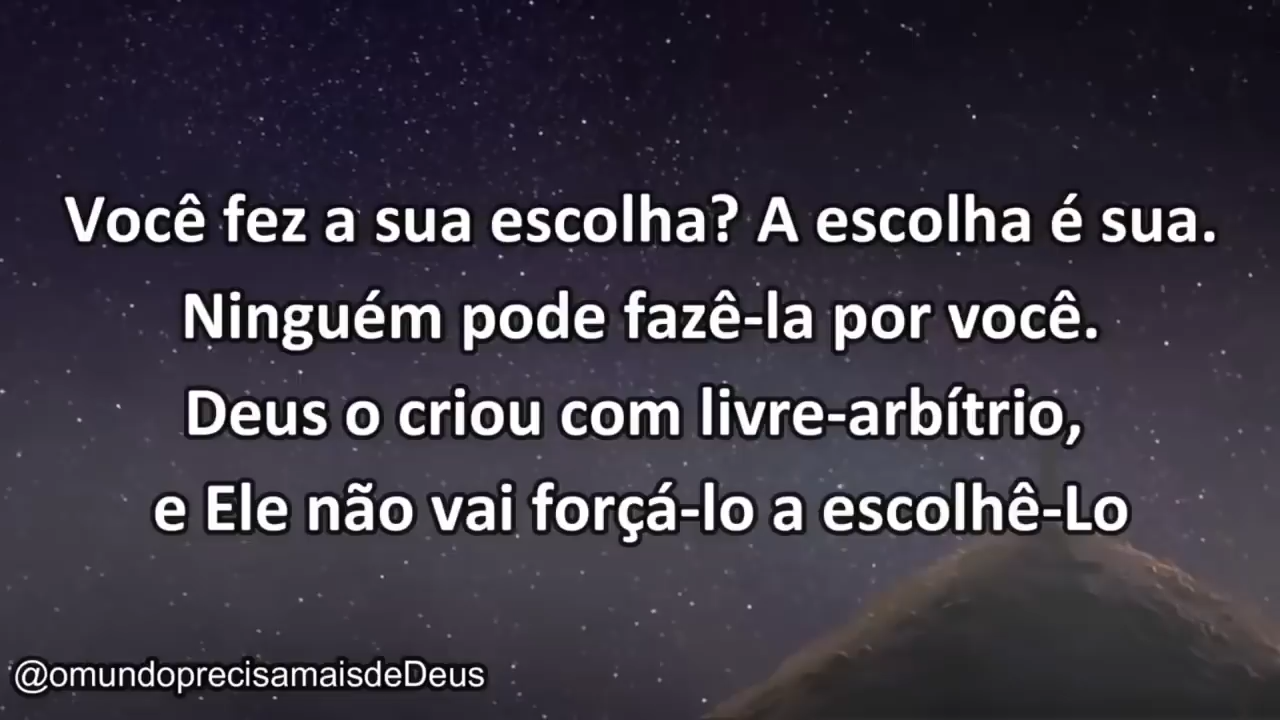 Você fez a sua escolha? A escolha é sua.
Ninguém pode fazê-la por você.
Deus o criou com livre-arbítrio,
e Ele não vai forçá-lo a escolhê-Lo
@omundoprecisamaisdeDeus